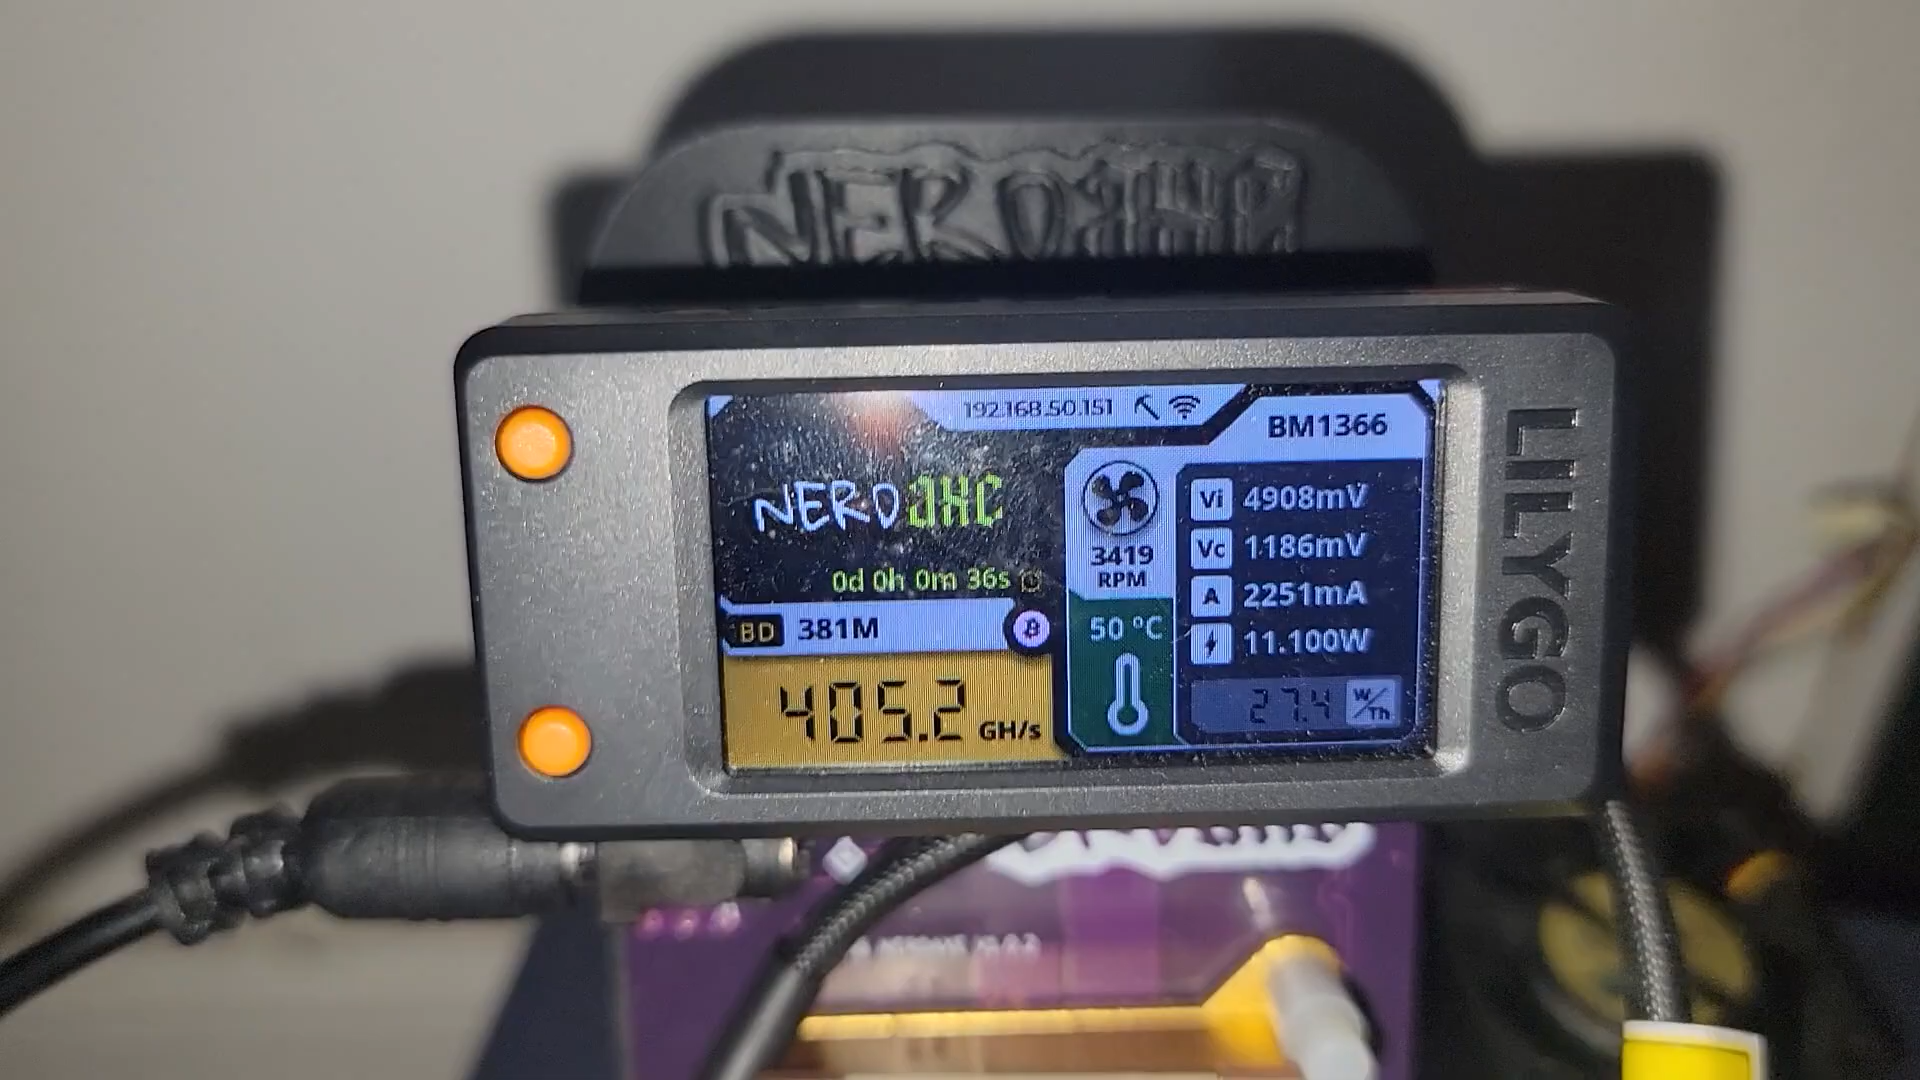 NERDAXE
192.168.50.151
BM1366
NERDaxe
0d 0h 0m 36s
BD 381M
405.2 GH/s
3419
RPM
50 ºC
Vi 4908mV
Vc 1186mV
A 2251mA
11.100W
27.4 W/Th
LILYGO